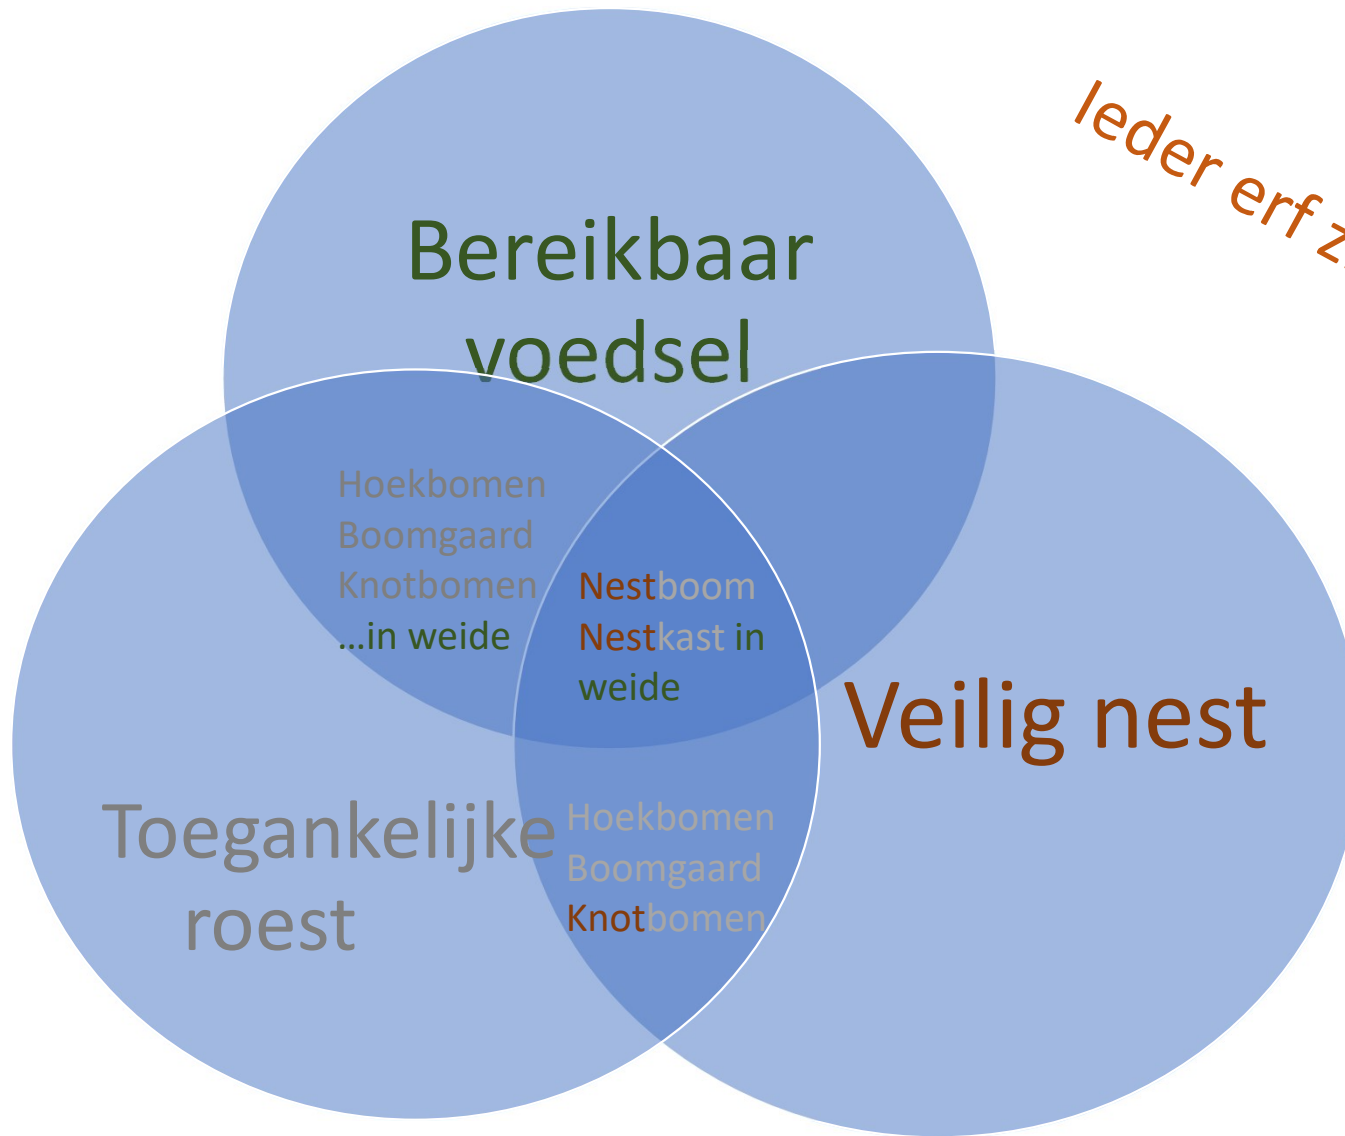 Ieder erf z
Bereikbaar
voedsel
Hoekbomen
Boomgaard
Knotbomen
...in weide
Nestboom
Nestkast in
weide
Veilig nest
Toegankelijke
roest
Hoekbomen
Boomgaard
Knotbomen